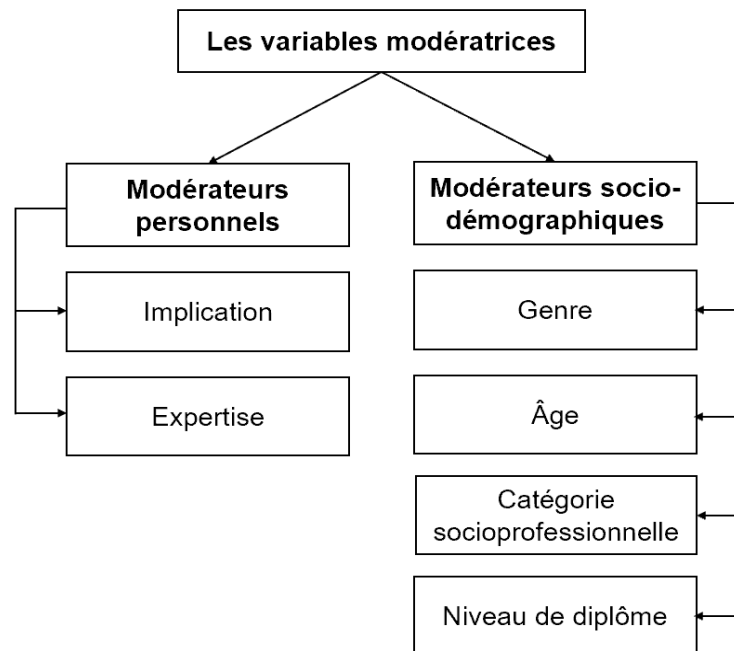 Les variables modératrices
Modérateurs
personnels
Implication
Expertise
Modérateurs socio-
démographiques
Genre
Âge
Catégorie
socioprofessionnelle
Niveau de diplôme